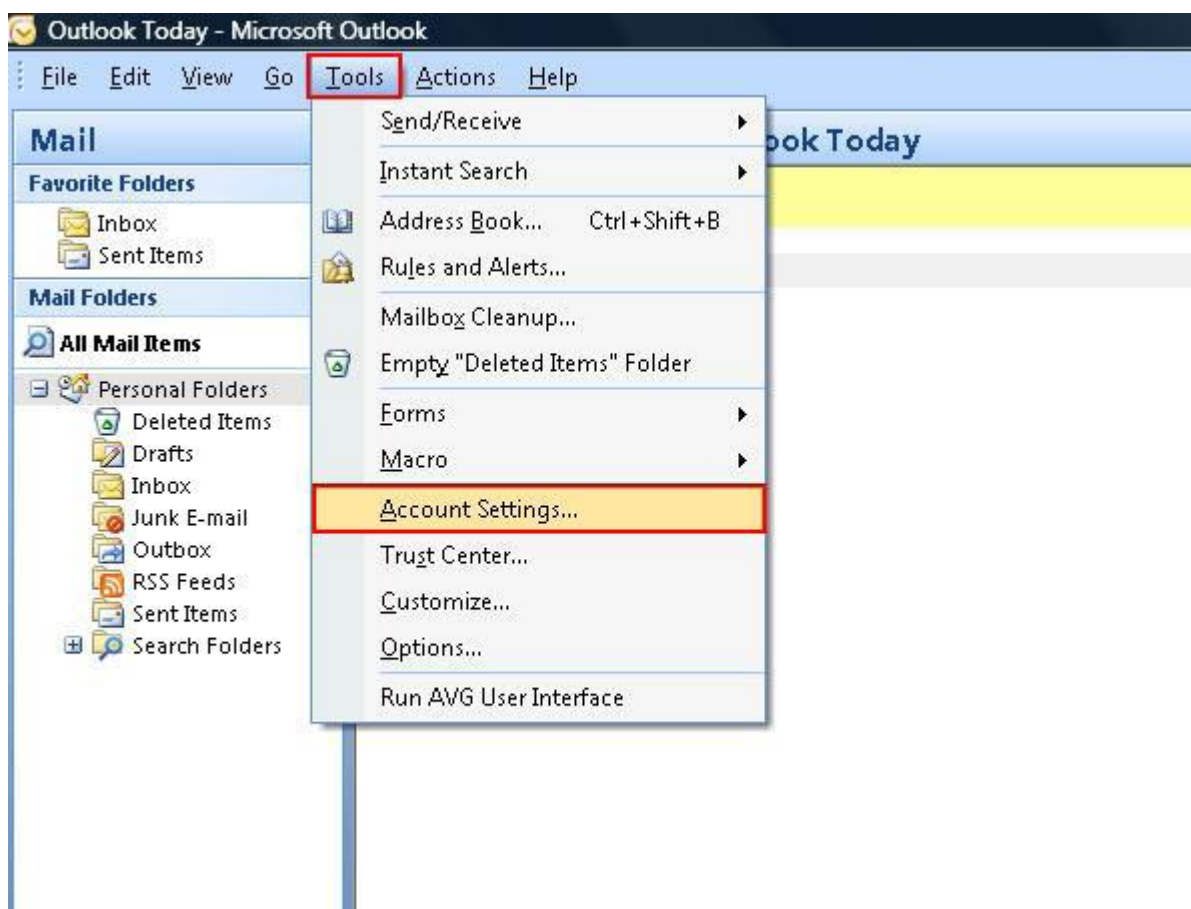 Outlook Today - Microsoft Outlook
File Edit View Go Tools Actions Help
Mail
Favorite Folders
Inbox
Sent Items
Mail Folders
All Mail Items
Personal Folders
Deleted Items
Drafts
Inbox
Junk E-mail
Outbox
RSS Feeds
Sent Items
Search Folders
Send/Receive
Instant Search
Address Book... Ctrl+Shift+B
Rules and Alerts...
Mailbox Cleanup...
Empty "Deleted Items" Folder
Forms
Macro
Account Settings...
Trust Center...
Customize...
Options...
Run AVG User Interface
ook Today